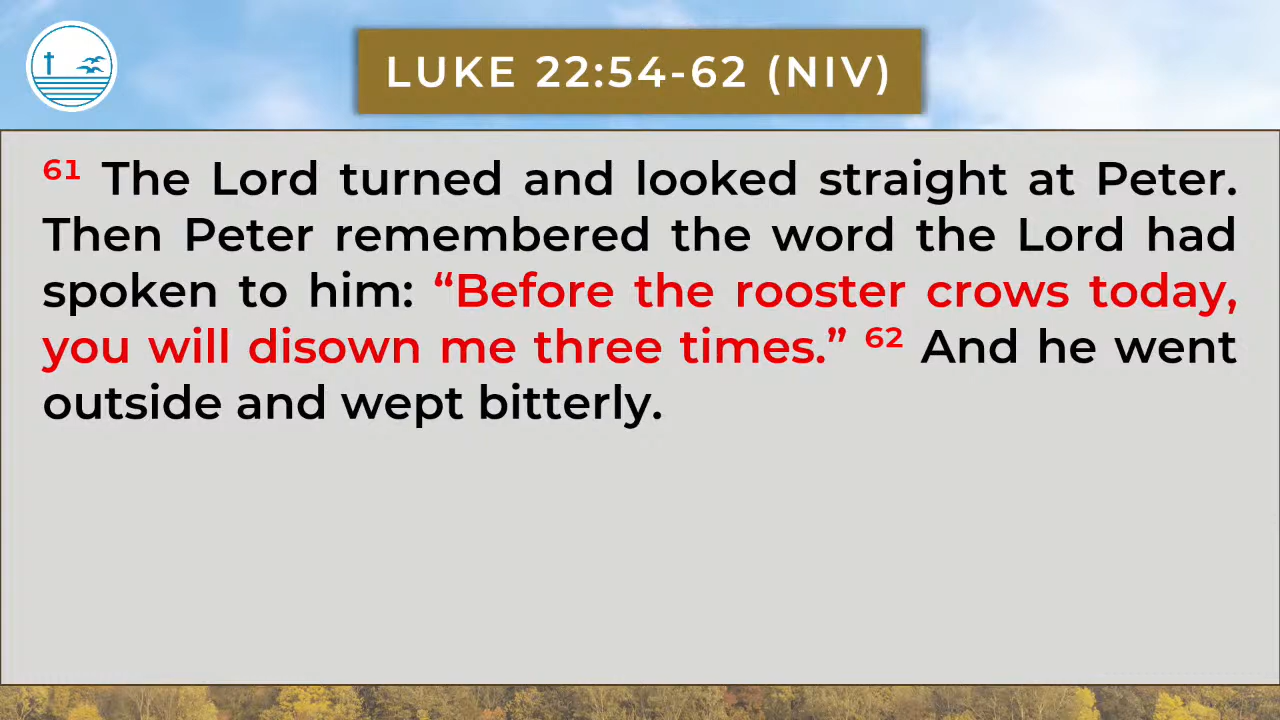 LUKE 22:54-62 (NIV)
61 The Lord turned and looked straight at Peter.
Then Peter remembered the word the Lord had
spoken to him: “Before the rooster crows today,
you will disown me three times.” 62 And he went
outside and wept bitterly.